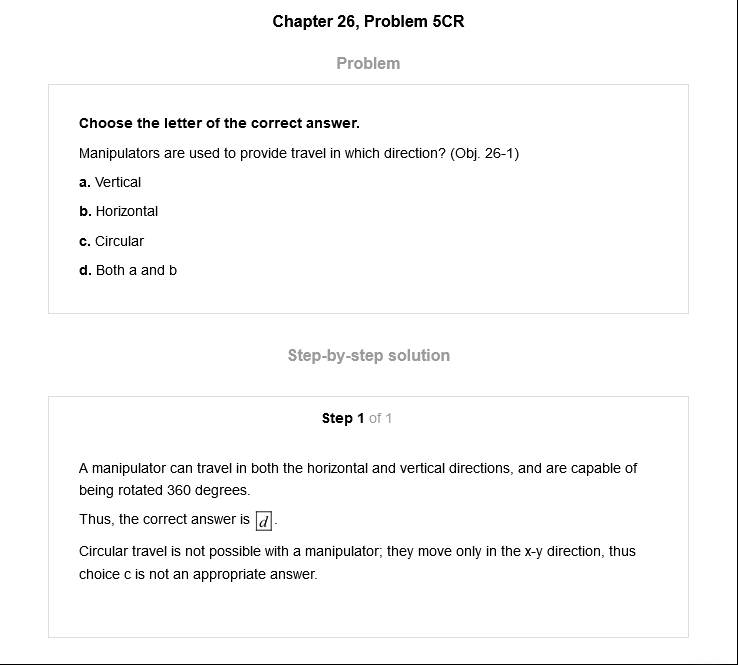 Chapter 26, Problem 5CR
Problem
Choose the letter of the correct answer.
Manipulators are used to provide travel in which direction? (Obj. 26-1)
a. Vertical
b. Horizontal
c. Circular
d. Both a and b
Step-by-step solution
Step 1 of 1
A manipulator can travel in both the horizontal and vertical directions, and are capable of
being rotated 360 degrees.
Thus, the correct answer is d.
Circular travel is not possible with a manipulator; they move only in the x-y direction, thus
choice c is not an appropriate answer.